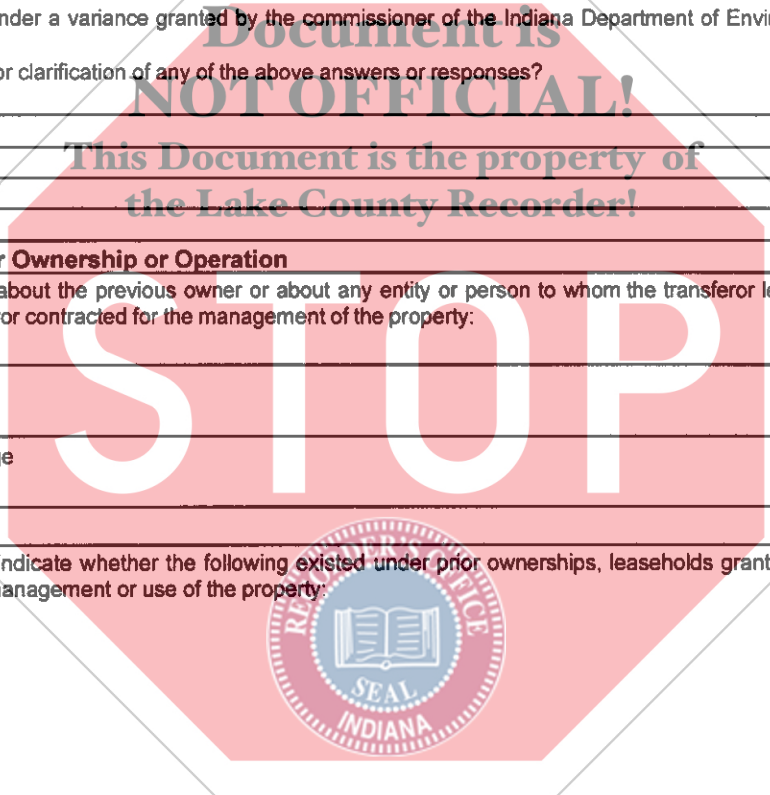 nder a variance granted by the commissioner of the Indiana Department of Envi
Document is
or clarification of any of the above answers or responses?
NOT OFFICIAL!
This Document is the property of
the Lake County Recorder!
r Ownership or Operation
about the previous owner or about any entity or person to whom the transferor le
or contracted for the management of the property:
STOP
ge
indicate whether the following existed under prior ownerships, leaseholds grant
anagement or use of the property:
RECORDER'S OFFICE
SEAL
INDIANA